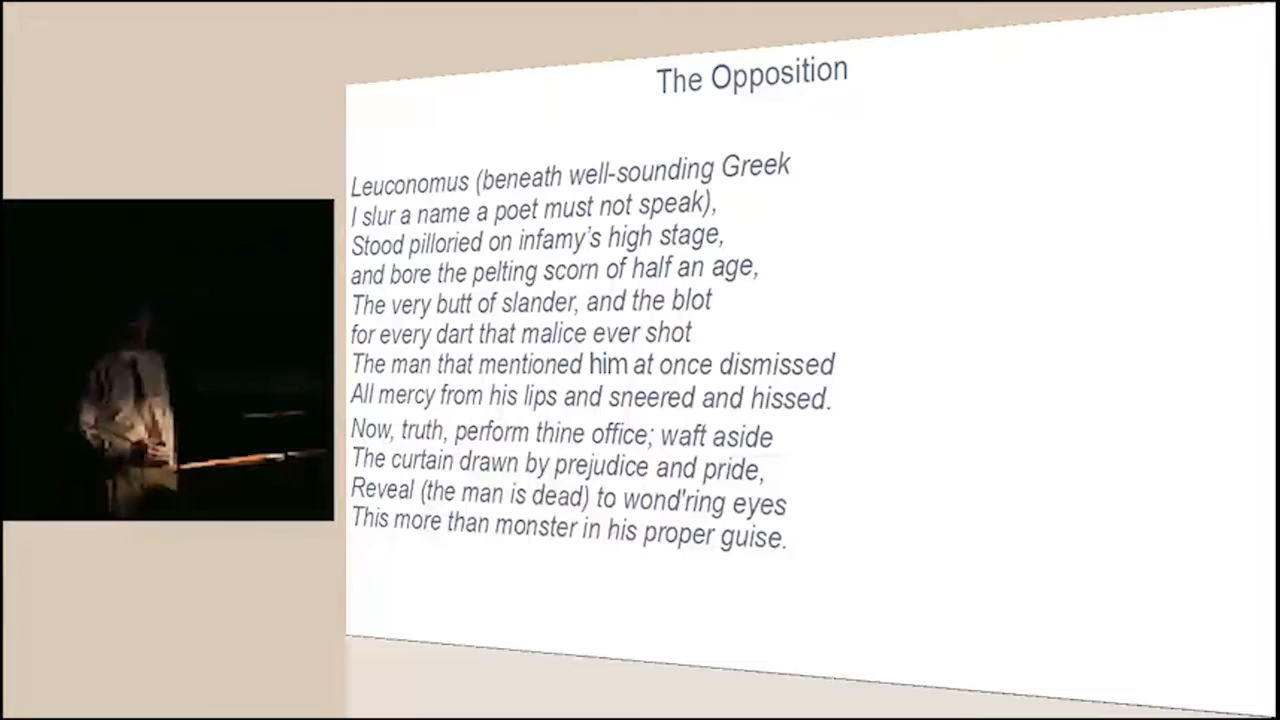 The Opposition
Leuconomus (beneath well-sounding Greek
I slur a name a poet must not speak),
Stood pilloried on infamy's high stage,
and bore the pelting scorn of half an age,
The very butt of slander, and the blot
for every dart that malice ever shot
The man that mentioned him at once dismissed
All mercy from his lips and sneered and hissed.
Now, truth, perform thine office; waft aside
The curtain drawn by prejudice and pride,
Reveal (the man is dead) to wond'ring eyes
This more than monster in his proper guise.